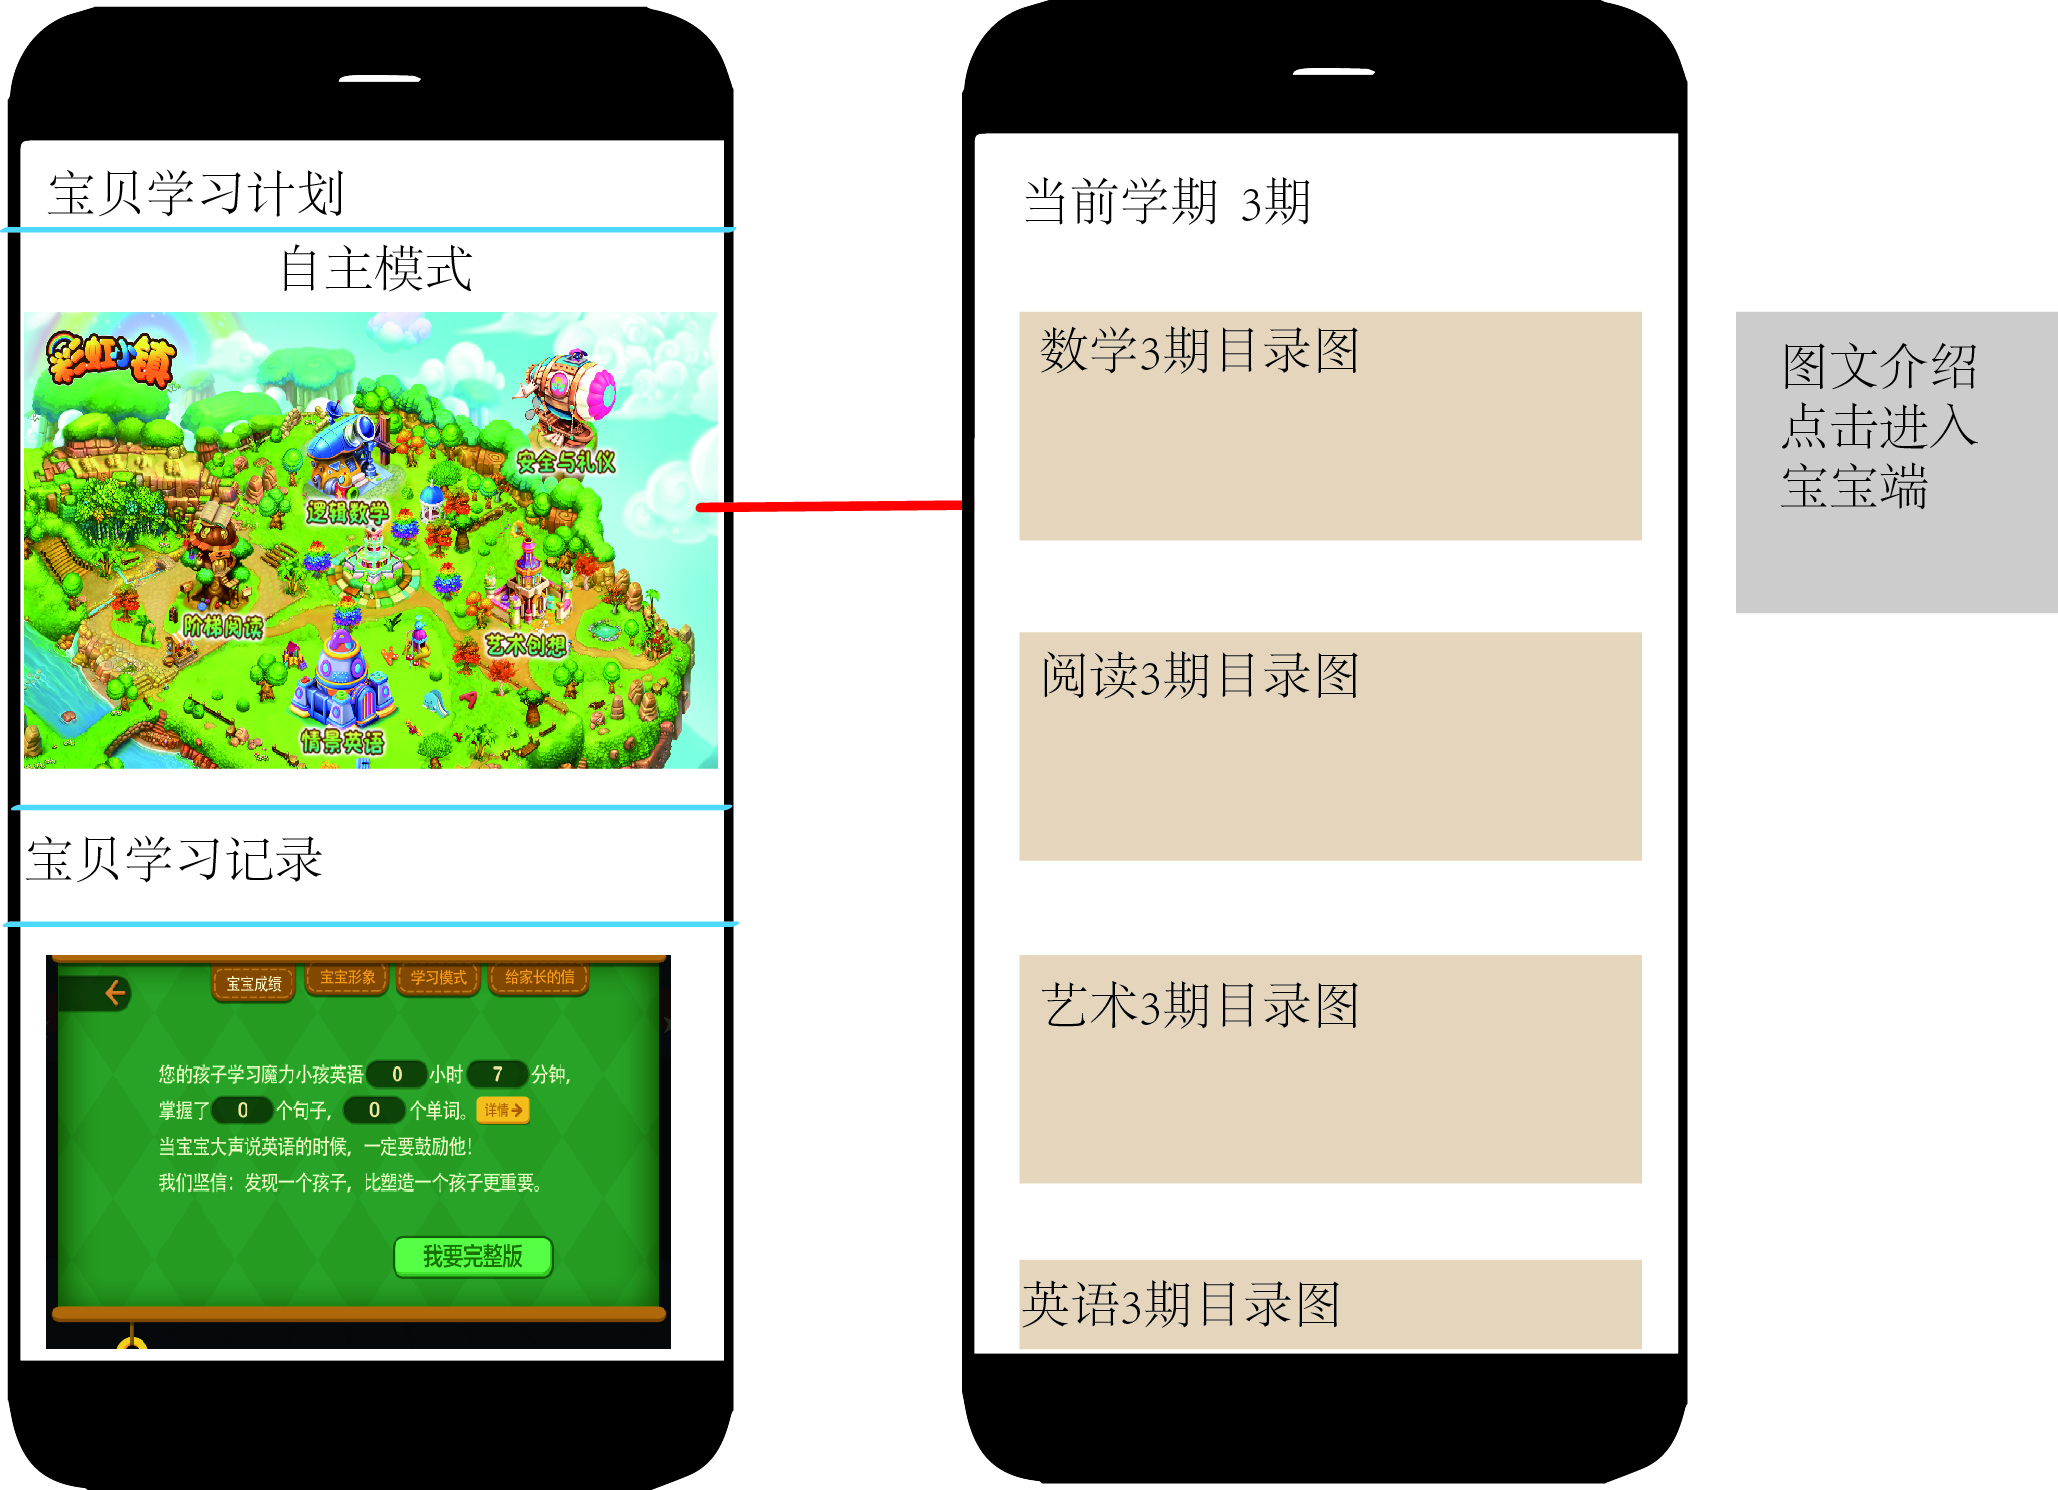 宝贝学习计划
自主模式
彩虹小镇
安全与礼仪
逻辑数学
阶梯阅读
艺术创想
情景英语
宝贝学习记录
宝宝成绩
宝宝形象
学习模式
给家长的信
您的孩子学习魔力小孩英语 0 小时 7 分钟，
掌握了 0 个句子， 0 个单词。 详情
当宝宝大声说英语的时候，一定要鼓励他！
我们坚信：发现一个孩子，比塑造一个孩子更重要。
我要完整版
当前学期 3期
数学3期目录图
阅读3期目录图
艺术3期目录图
英语3期目录图
图文介绍
点击进入
宝宝端